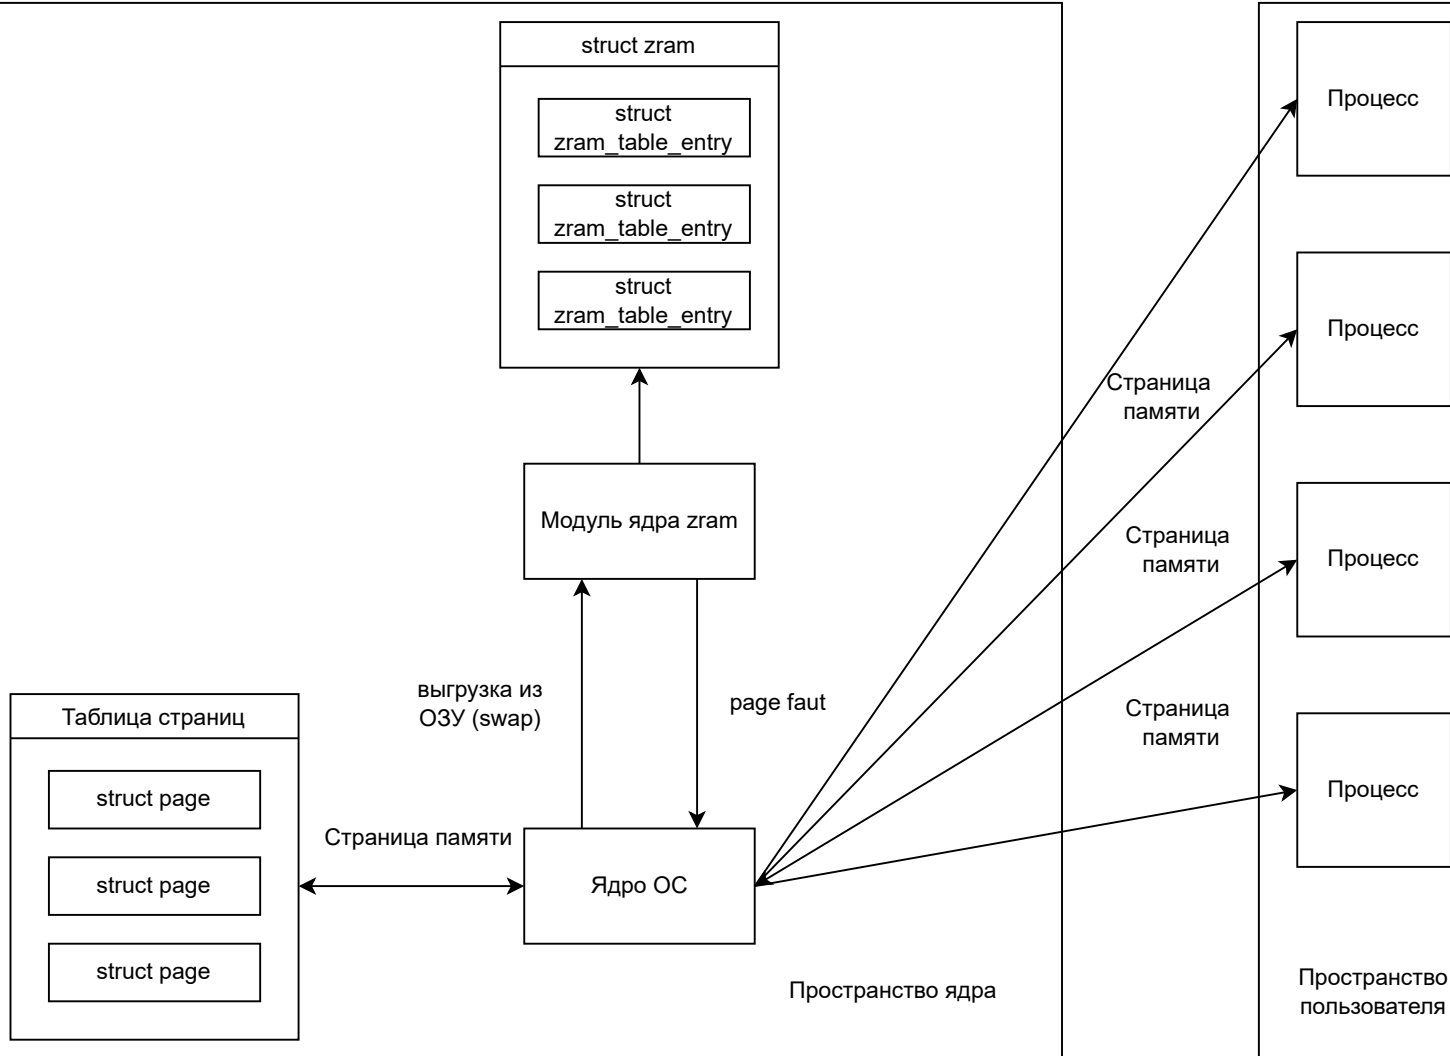 struct zram
struct
zram_table_entry
struct
zram_table_entry
struct
zram_table_entry
Модуль ядра zram
выгрузка из
ОЗУ (swap)
page faut
Таблица страниц
struct page
struct page
struct page
Страница памяти
Ядро ОС
Пространство ядра
Страница
памяти
Страница
памяти
Страница
памяти
Процесс
Процесс
Процесс
Процесс
Пространство
пользователя